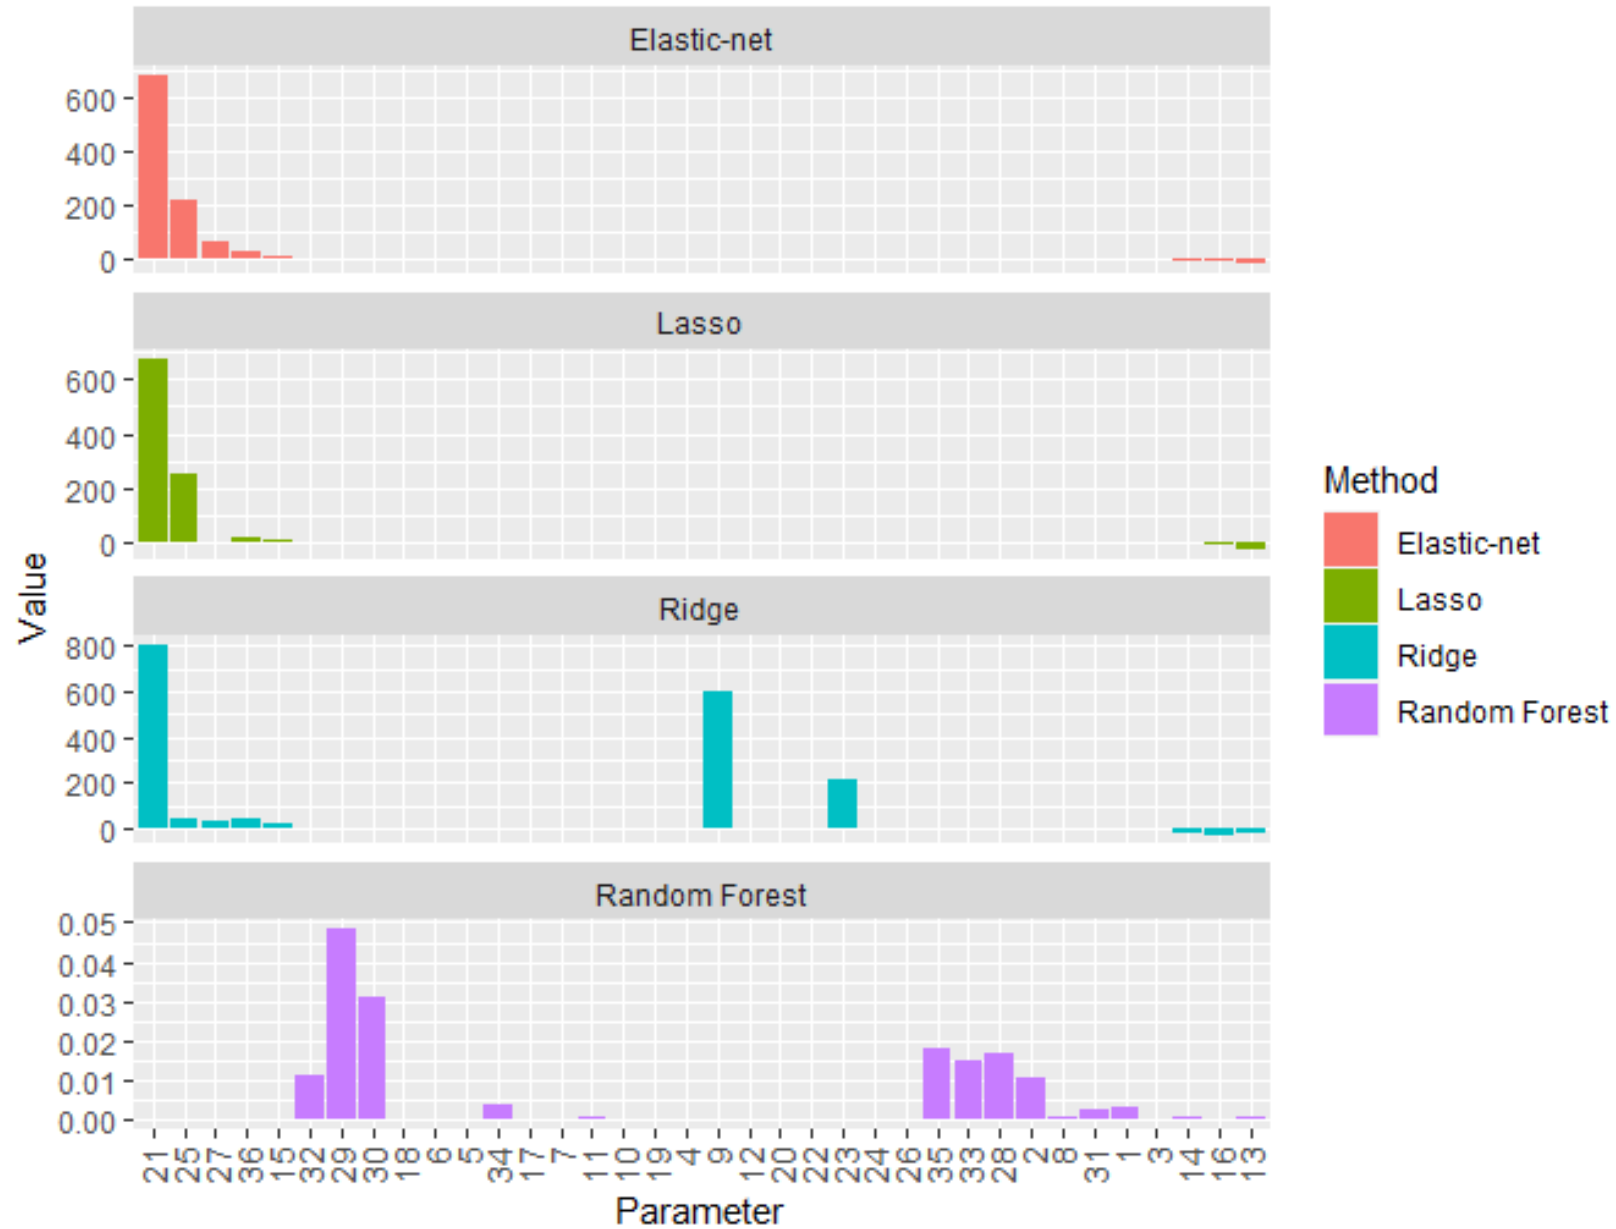 Elastic-net
600
400
200
0
Lasso
600
400
200
0
Ridge
800
600
400
200
0
Random Forest
0.05
0.04
0.03
0.02
0.01
0.00
21 25 27 36 15 32 29 30 18 6 5 34 17 7 11 10 19 4 9 12 20 22 23 24 26 35 33 28 2 8 31 1 3 14 16 13
Parameter
Value
Method
Elastic-net
Lasso
Ridge
Random Forest